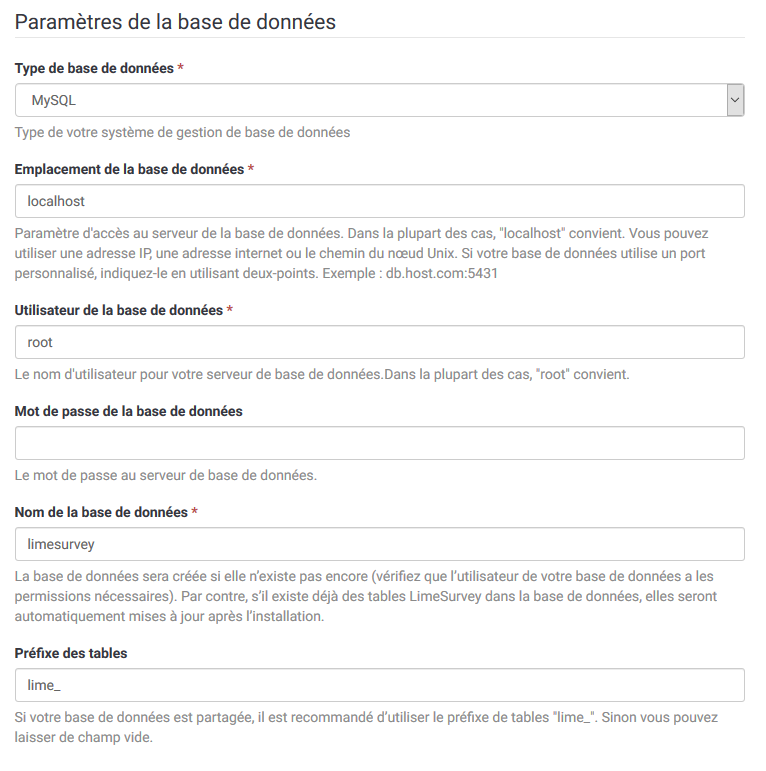 Paramètres de la base de données
Type de base de données *
MySQL
Type de votre système de gestion de base de données
Emplacement de la base de données *
localhost
Paramètre d'accès au serveur de la base de données. Dans la plupart des cas, "localhost" convient. Vous pouvez
utiliser une adresse IP, une adresse internet ou le chemin du nœud Unix. Si votre base de données utilise un port
personnalisé, indiquez-le en utilisant deux-points. Exemple : db.host.com:5431
Utilisateur de la base de données *
root
Le nom d'utilisateur pour votre serveur de base de données.Dans la plupart des cas, "root" convient.
Mot de passe de la base de données
Le mot de passe au serveur de base de données.
Nom de la base de données *
limesurvey
La base de données sera créée si elle n’existe pas encore (vérifiez que l’utilisateur de votre base de données a les
permissions nécessaires). Par contre, s’il existe déjà des tables LimeSurvey dans la base de données, elles seront
automatiquement mises à jour après l’installation.
Préfixe des tables
lime_
Si votre base de données est partagée, il est recommandé d’utiliser le préfixe de tables "lime_". Sinon vous pouvez
laisser de champ vide.